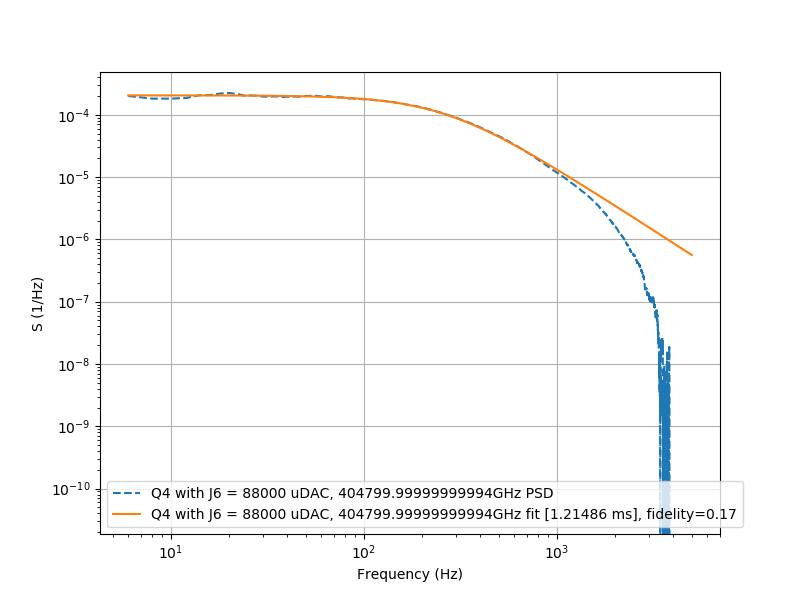 10⁻⁴
10⁻⁵
10⁻⁶
10⁻⁷
10⁻⁸
10⁻⁹
10⁻¹⁰
S (1/Hz)
Q4 with J6 = 88000 uDAC, 404799.99999999994GHz PSD
Q4 with J6 = 88000 uDAC, 404799.99999999994GHz fit [1.21486 ms], fidelity=0.17
10¹ 10² 10³
Frequency (Hz)